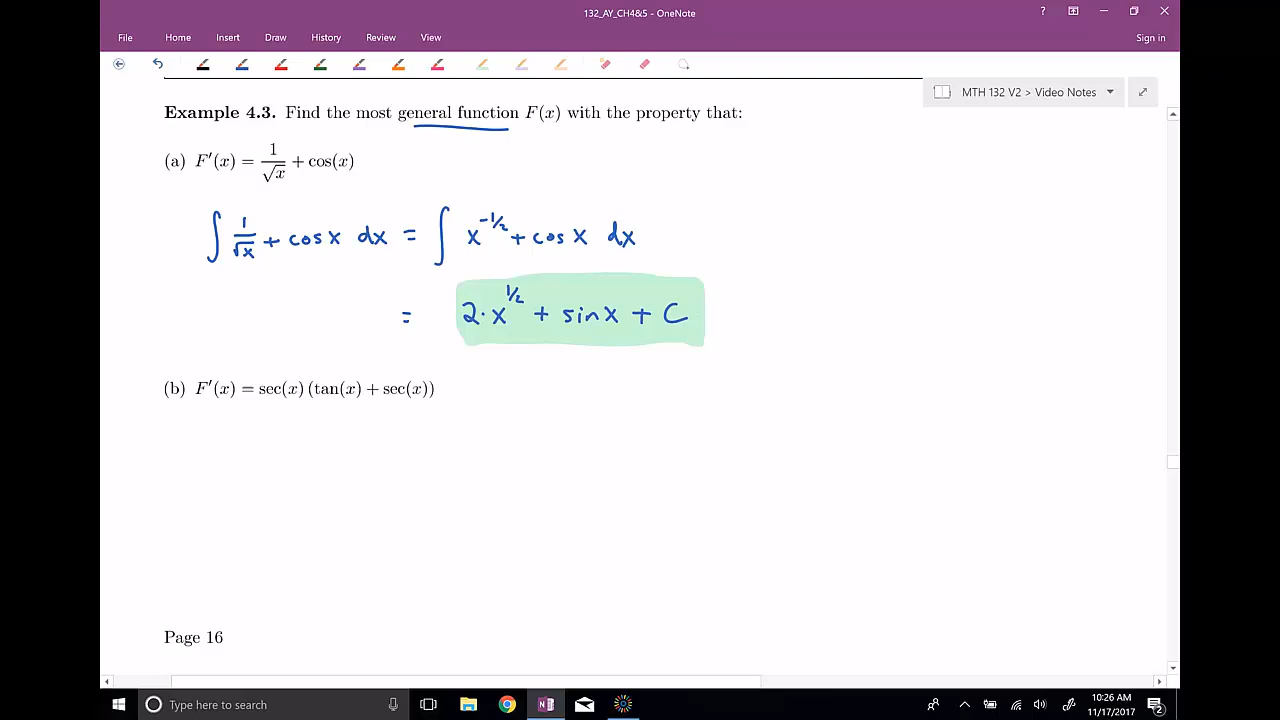 132_AY_CH4&5 - OneNote
?
File Home Insert Draw History Review View Sign in
MTH 132 V2 > Video Notes
Example 4.3. Find the most general function F(x) with the property that:
(a) F′(x) = 1/√x + cos(x)
∫ 1/√x + cos x dx = ∫ x^(-1/2) + cos x dx
= 2·x^(1/2) + sin x + C
(b) F′(x) = sec(x) (tan(x) + sec(x))
Page 16
Type here to search
10:26 AM
11/17/2017
2